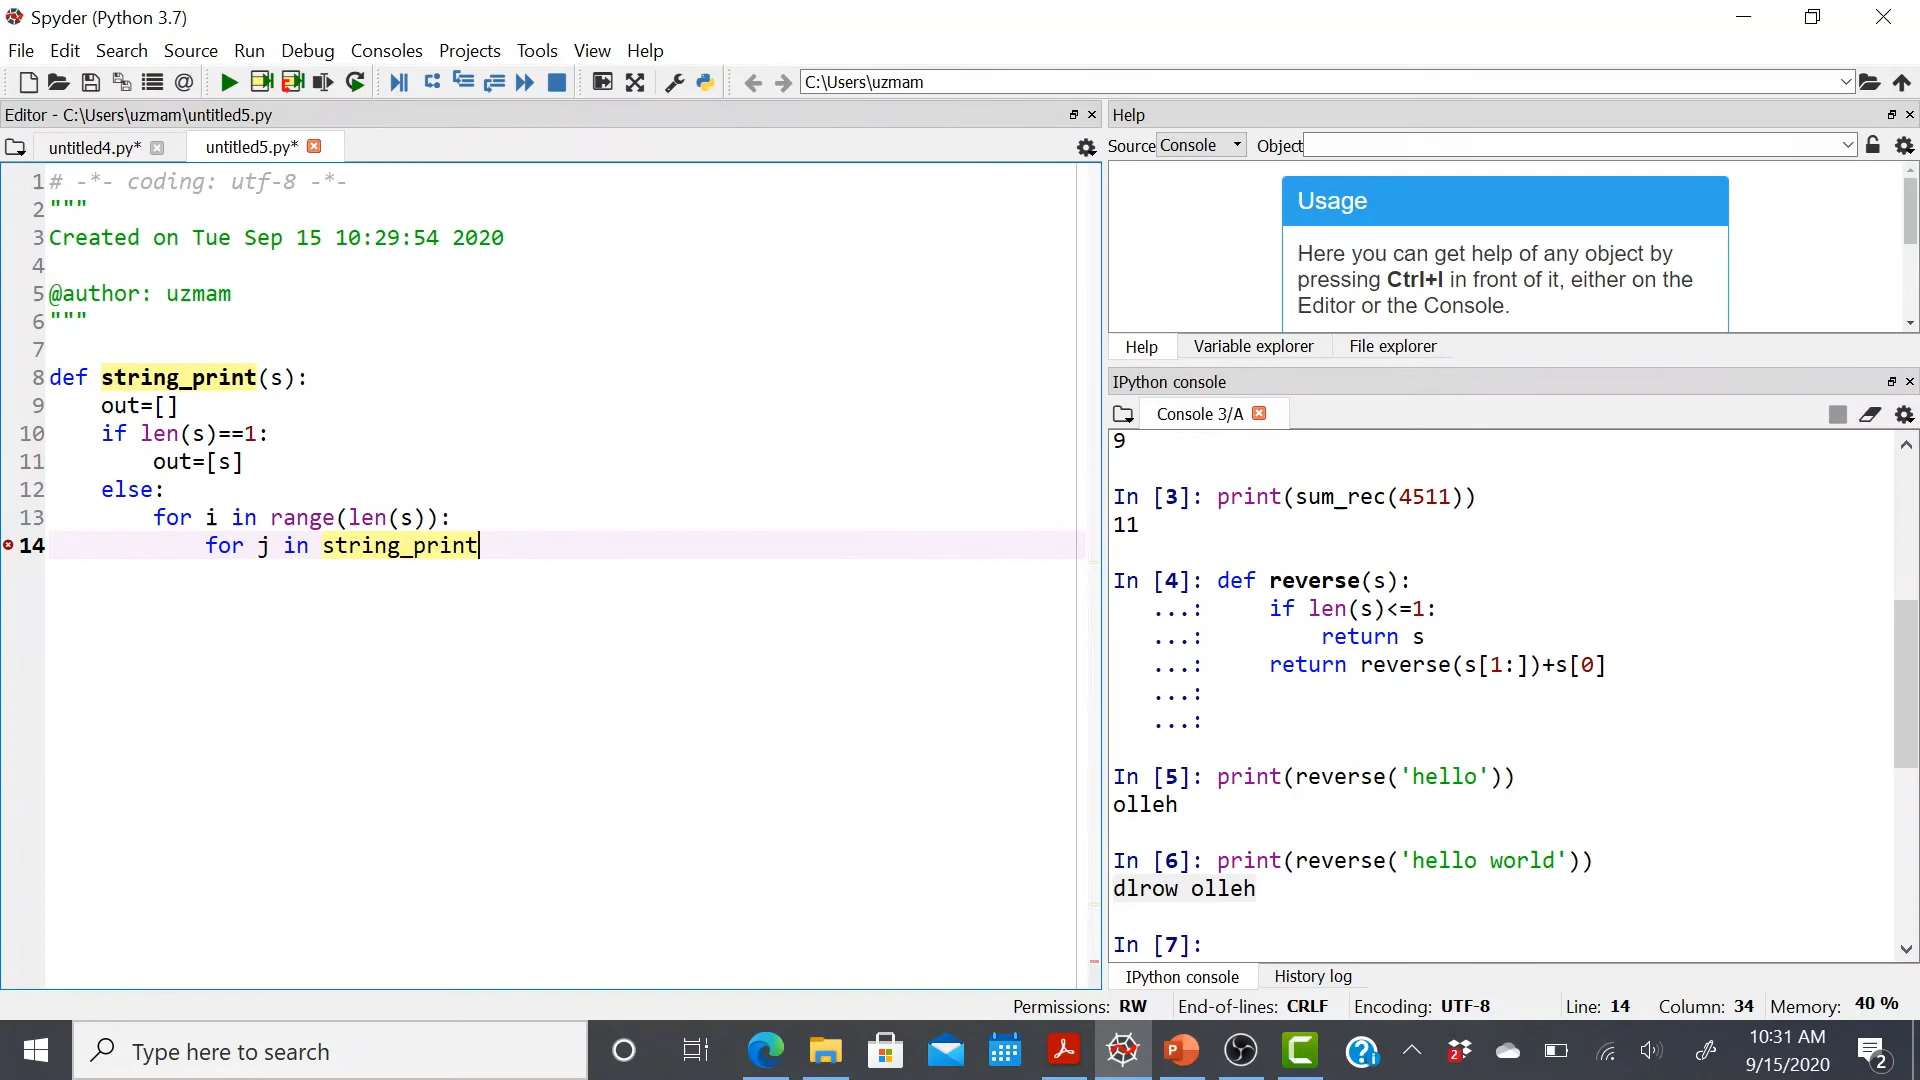 Spyder (Python 3.7)
File Edit Search Source Run Debug Consoles Projects Tools View Help
C:\Users\uzmam
Editor - C:\Users\uzmam\untitled5.py
untitled4.py* untitled5.py*
1 # -*- coding: utf-8 -*-
2 """
3 Created on Tue Sep 15 10:29:54 2020
4
5 @author: uzmam
6 """
7
8 def string_print(s):
9     out=[]
10     if len(s)==1:
11         out=[s]
12     else:
13         for i in range(len(s)):
14             for j in string_print
Help
Source Console Object
Usage
Here you can get help of any object by
pressing Ctrl+I in front of it, either on the
Editor or the Console.
Help Variable explorer File explorer
IPython console
Console 3/A
9
In [3]: print(sum_rec(4511))
11
In [4]: def reverse(s):
...:     if len(s)<=1:
...:         return s
...:     return reverse(s[1:])+s[0]
...:
...:
In [5]: print(reverse('hello'))
olleh
In [6]: print(reverse('hello world'))
dlrow olleh
In [7]:
IPython console History log
Permissions: RW End-of-lines: CRLF Encoding: UTF-8 Line: 14 Column: 34 Memory: 40 %
Type here to search
2
10:31 AM
9/15/2020
2